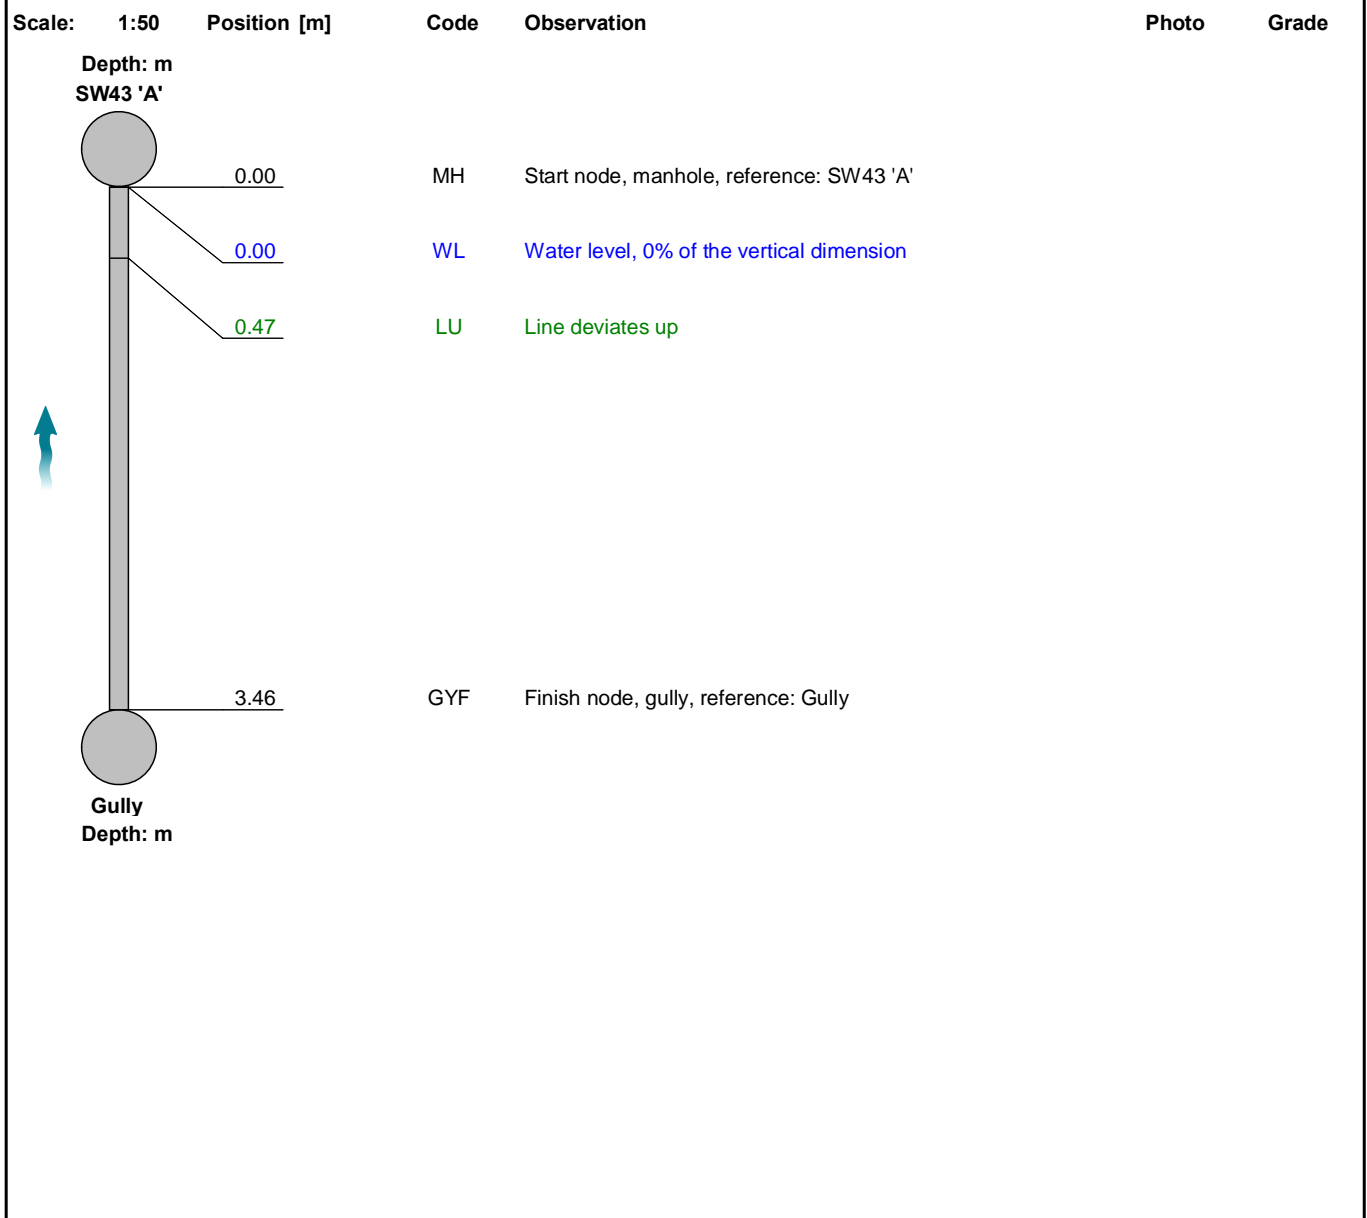 Scale: 1:50 Position [m] Code Observation Photo Grade
Depth: m
SW43 'A'
0.00 MH Start node, manhole, reference: SW43 'A'
0.00 WL Water level, 0% of the vertical dimension
0.47 LU Line deviates up
3.46 GYF Finish node, gully, reference: Gully
Gully
Depth: m